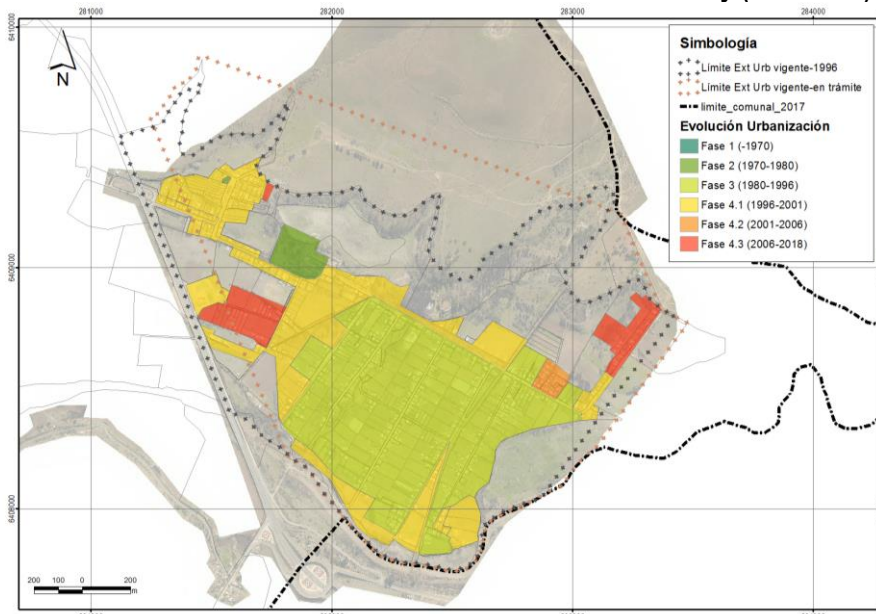 281000
282000
283000
284000
6410000
6409000
6408000
N
Simbología
Límite Ext Urb vigente-1996
Límite Ext Urb vigente-en trámite
limite_comunal_2017
Evolución Urbanización
Fase 1 (-1970)
Fase 2 (1970-1980)
Fase 3 (1980-1996)
Fase 4.1 (1996-2001)
Fase 4.2 (2001-2006)
Fase 4.3 (2006-2018)
200 100 0 200
m